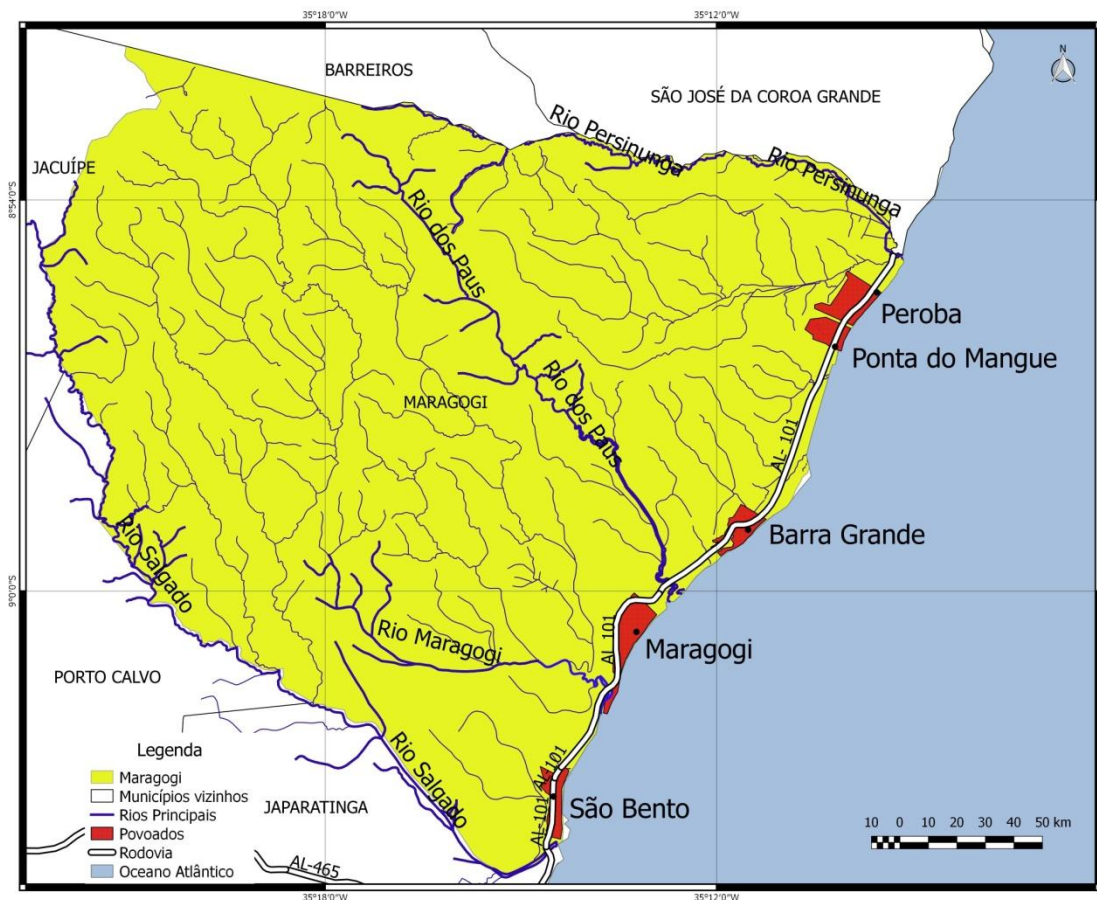 35°18'0"W
35°12'0"W
N
BARREIROS
SÃO JOSÉ DA COROA GRANDE
Rio Persinunga
Rio Persinunga
JACUÍPE
8°54'0"S
Rio dos Paus
Peroba
Ponta do Mangue
Rio dos Paus
MARAGOGI
AL- 101
Rio Salgado
Barra Grande
9°0'0"S
Rio Maragogi
AL 101
Maragogi
PORTO CALVO
Rio Salgado
AL-101
AL-101
São Bento
JAPARATINGA
Legenda
Maragogi
Municípios vizinhos
Rios Principais
Povoados
Rodovia
Oceano Atlântico
AL-465
10 0 10 20 30 40 50 km
35°18'0"W
35°12'0"W